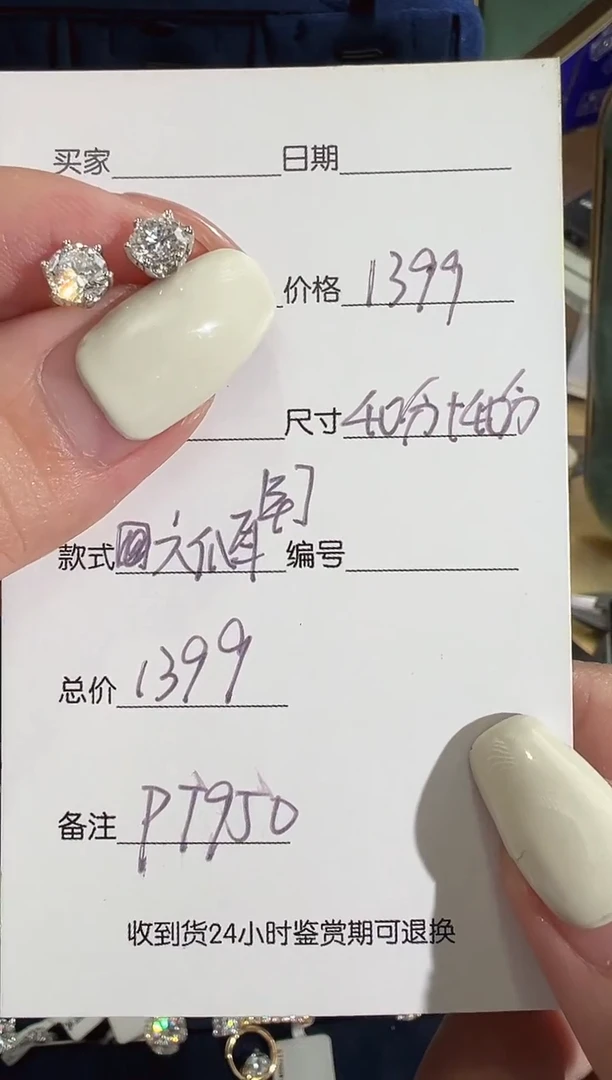 买家 日期
价格 1399
尺寸 40分+40分
款式 六爪耳钉 编号
总价 1399
备注 PT950
收到货24小时鉴赏期可退换